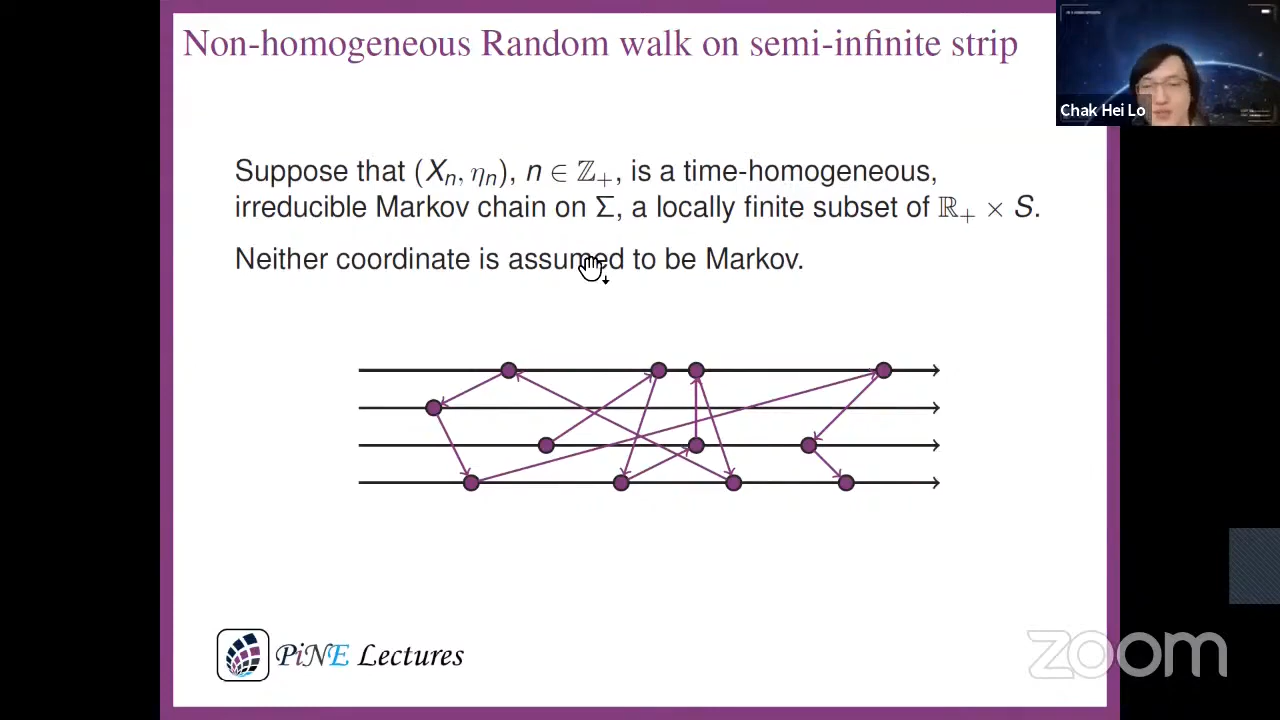 Non-homogeneous Random walk on semi-infinite strip
Chak Hei Lo
Suppose that (Xₙ, ηₙ), n ∈ ℤ₊, is a time-homogeneous,
irreducible Markov chain on Σ, a locally finite subset of ℝ₊ × S.
Neither coordinate is assumed to be Markov.
PiNE Lectures
zoom